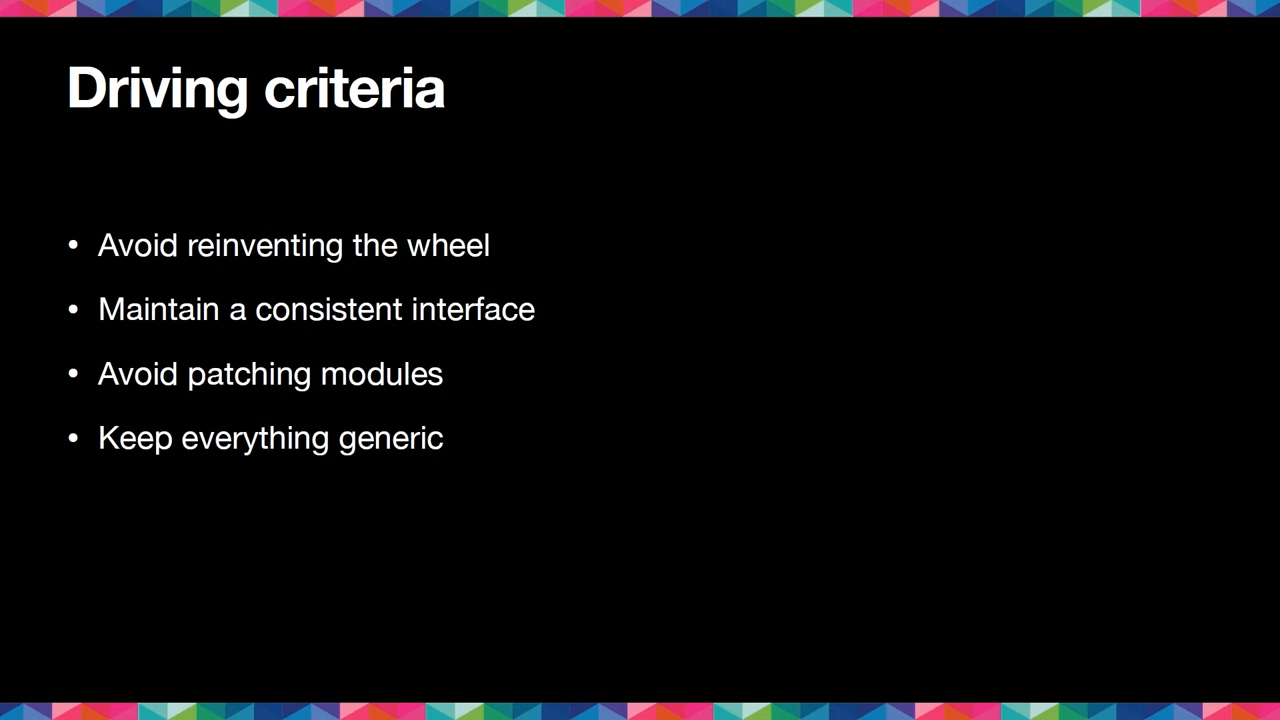 Driving criteria
• Avoid reinventing the wheel
• Maintain a consistent interface
• Avoid patching modules
• Keep everything generic